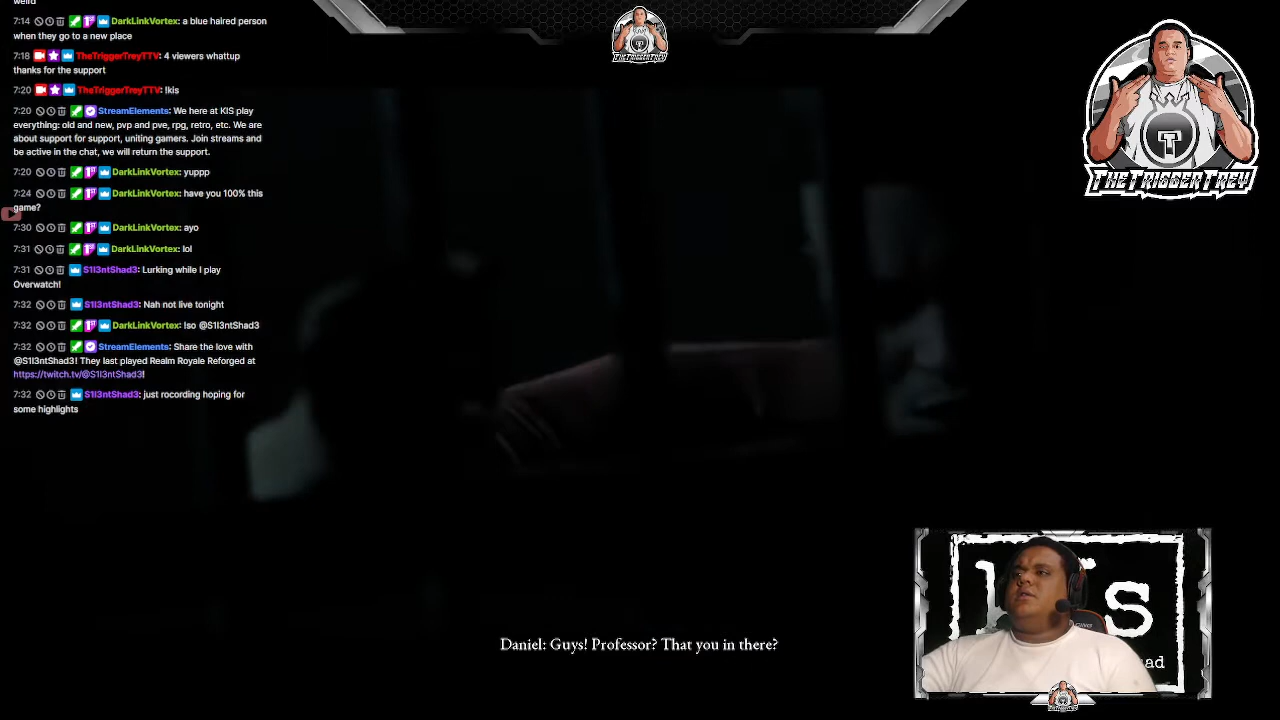 weird
7:14 DarkLinkVortex: a blue haired person
when they go to a new place
7:18 TheTriggerTreyTTV: 4 viewers whattup
thanks for the support
7:20 TheTriggerTreyTTV: !kis
7:20 StreamElements: We here at KIS play
everything: old and new, pvp and pve, rpg, retro, etc. We are
about support for support, uniting gamers. Join streams and
be active in the chat, we will return the support.
7:20 DarkLinkVortex: yuppp
7:24 DarkLinkVortex: have you 100% this
game?
7:30 DarkLinkVortex: ayo
7:31 DarkLinkVortex: lol
7:31 S1l3ntShad3: Lurking while I play
Overwatch!
7:32 S1l3ntShad3: Nah not live tonight
7:32 DarkLinkVortex: !so @S1l3ntShad3
7:32 StreamElements: Share the love with
@S1l3ntShad3! They last played Realm Royale Reforged at
https://twitch.tv/@S1l3ntShad3!
7:32 S1l3ntShad3: just rocording hoping for
some highlights
THETRIGGERTREY
T
THETRIGGERTREY
s
ad
Daniel: Guys! Professor? That you in there?